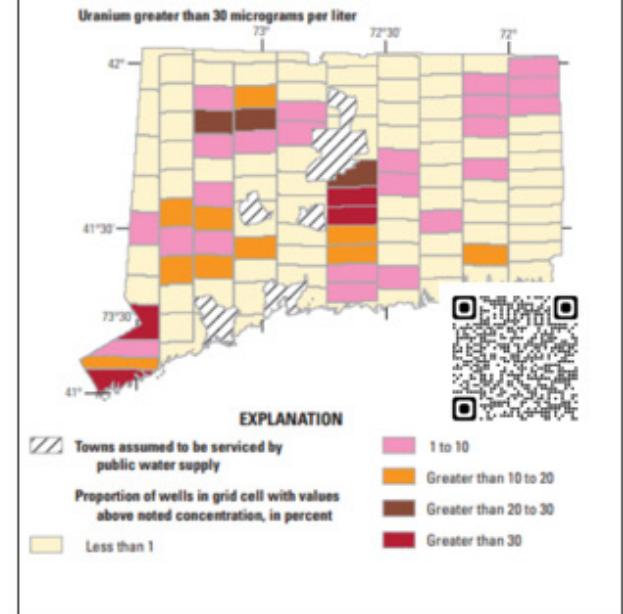 Uranium greater than 30 micrograms per liter
73° 72°30' 72°
42°
41°30'
73°30'
41°
EXPLANATION
Towns assumed to be serviced by
public water supply
Proportion of wells in grid cell with values
above noted concentration, in percent
Less than 1
1 to 10
Greater than 10 to 20
Greater than 20 to 30
Greater than 30